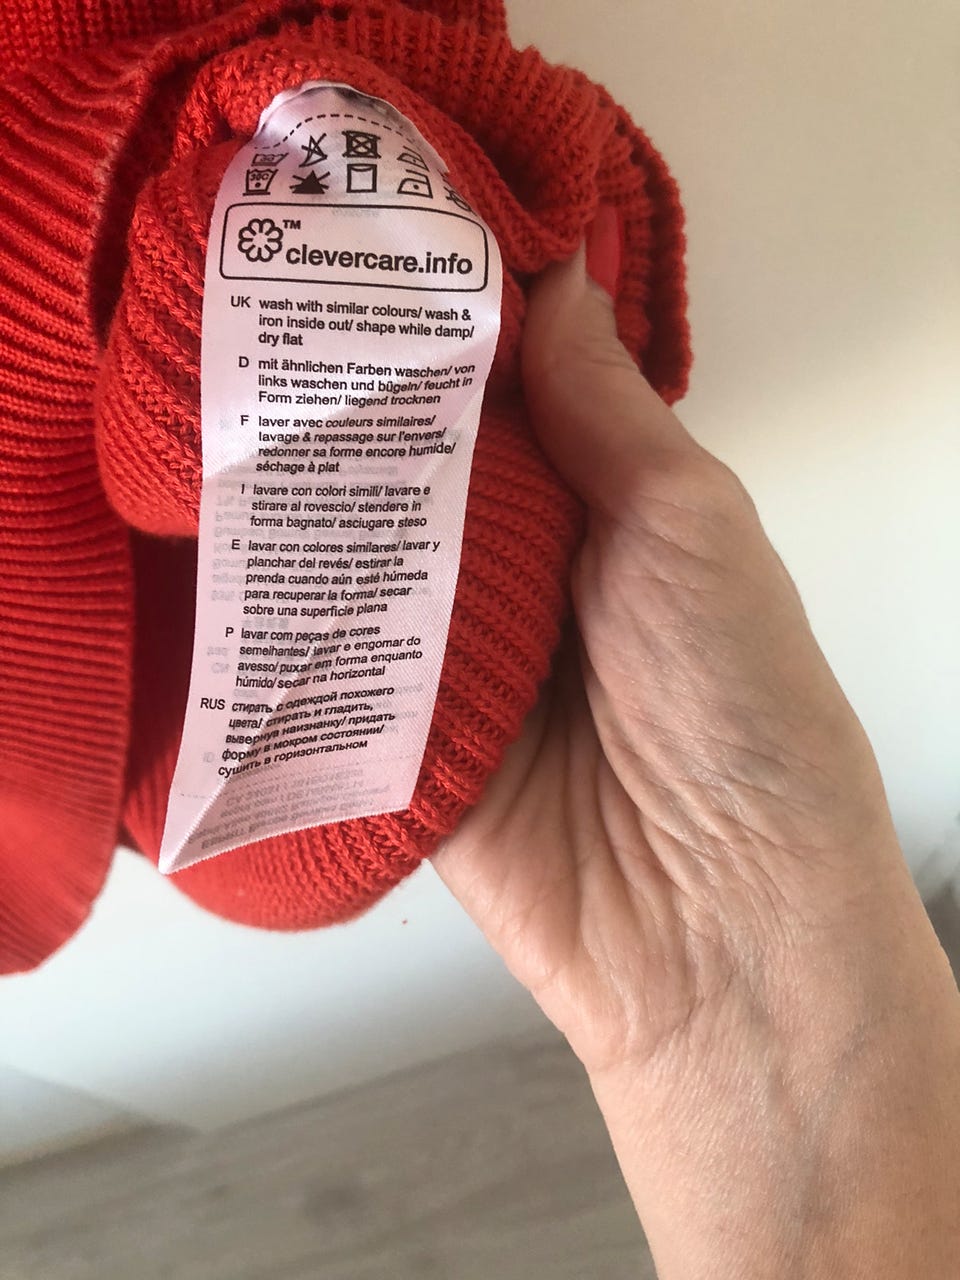 30
30C
TM
clevercare.info
UK wash with similar colours/ wash &
iron inside out/ shape while damp/
dry flat
D mit ähnlichen Farben waschen/ von
links waschen und bügeln/ feucht in
Form ziehen/ liegend trocknen
F laver avec couleurs similaires/
lavage & repassage sur l'envers/
redonner sa forme encore humide/
séchage à plat
I lavare con colori simili/ lavare e
stirare al rovescio/ stendere in
forma bagnato/ asciugare steso
E lavar con colores similares/ lavar y
planchar del revés/ estirar la
prenda cuando aún esté húmeda
para recuperar la forma/ secar
sobre una superficie plana
P lavar com peças de cores
semelhantes/ lavar e engomar do
avesso/ puxar em forma enquanto
húmido/ secar na horizontal
RUS стирать с одеждой похожего
цвета/ стирать и гладить,
вывернув наизнанку/ придать
форму в мокром состоянии/
сушить в горизонтальном